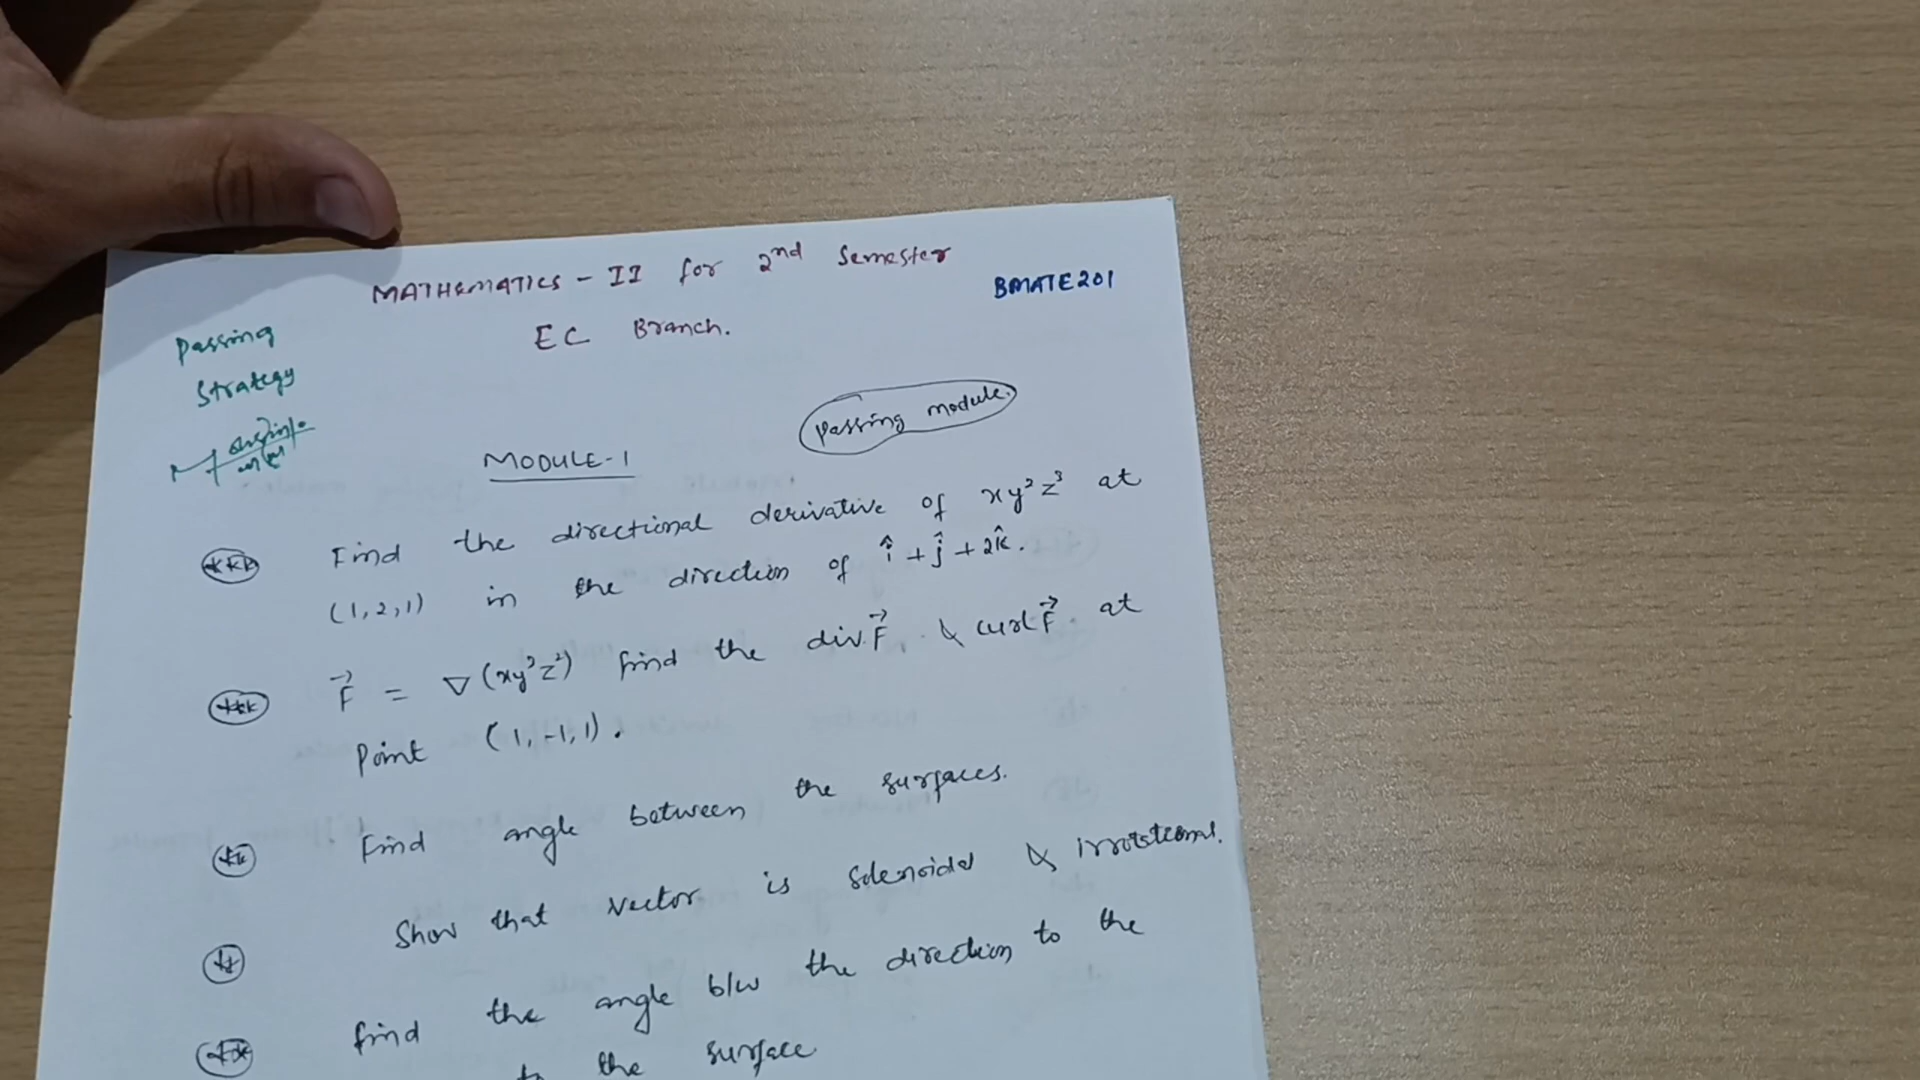 MATHEMATICS - II for 2nd Semester
BMATE201
EC Branch.
Passing
Strategy
Passing module.
MODULE-1
Find the directional derivative of xy²z³ at
(1,2,1) in the direction of î + ĵ + 2k̂.
F⃗ = ∇(xy³z²) find the div.F⃗ & curl F⃗ at
Point (1,-1,1).
Find angle between the surfaces.
Show that vector is solenoidal & irrotational.
find the angle b/w the direction to the
to the surface